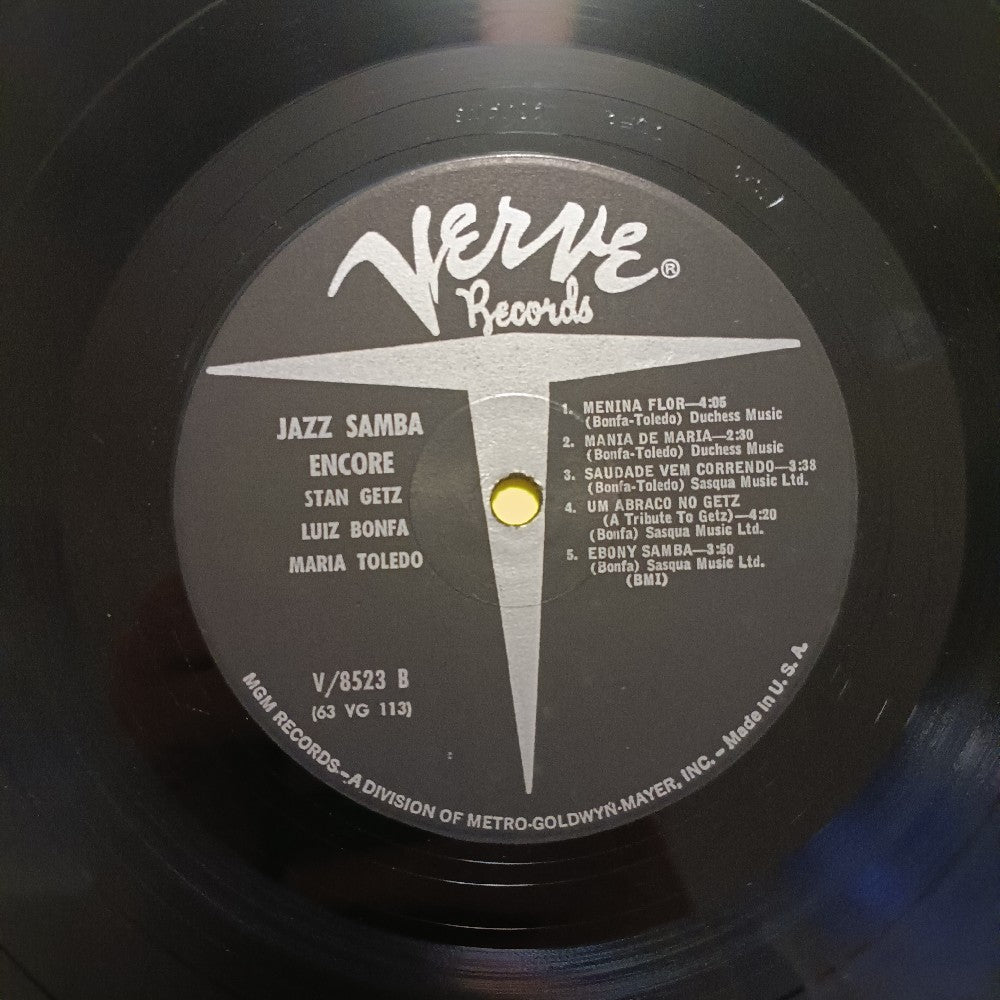 VERVE®
Records
JAZZ SAMBA
ENCORE
STAN GETZ
LUIZ BONFA
MARIA TOLEDO
1. MENINA FLOR—4:05
(Bonfa-Toledo) Duchess Music
2. MANIA DE MARIA—2:30
(Bonfa-Toledo) Duchess Music
3. SAUDADE VEM CORRENDO—3:38
(Bonfa-Toledo) Sasqua Music Ltd.
4. UM ABRACO NO GETZ
(A Tribute To Getz)—4:20
(Bonfa) Sasqua Music Ltd.
5. EBONY SAMBA—3:50
(Bonfa) Sasqua Music Ltd.
(BMI)
V/8523 B
(63 VG 113)
MGM RECORDS—A DIVISION OF METRO-GOLDWYN-MAYER, INC. – Made in U. S. A.